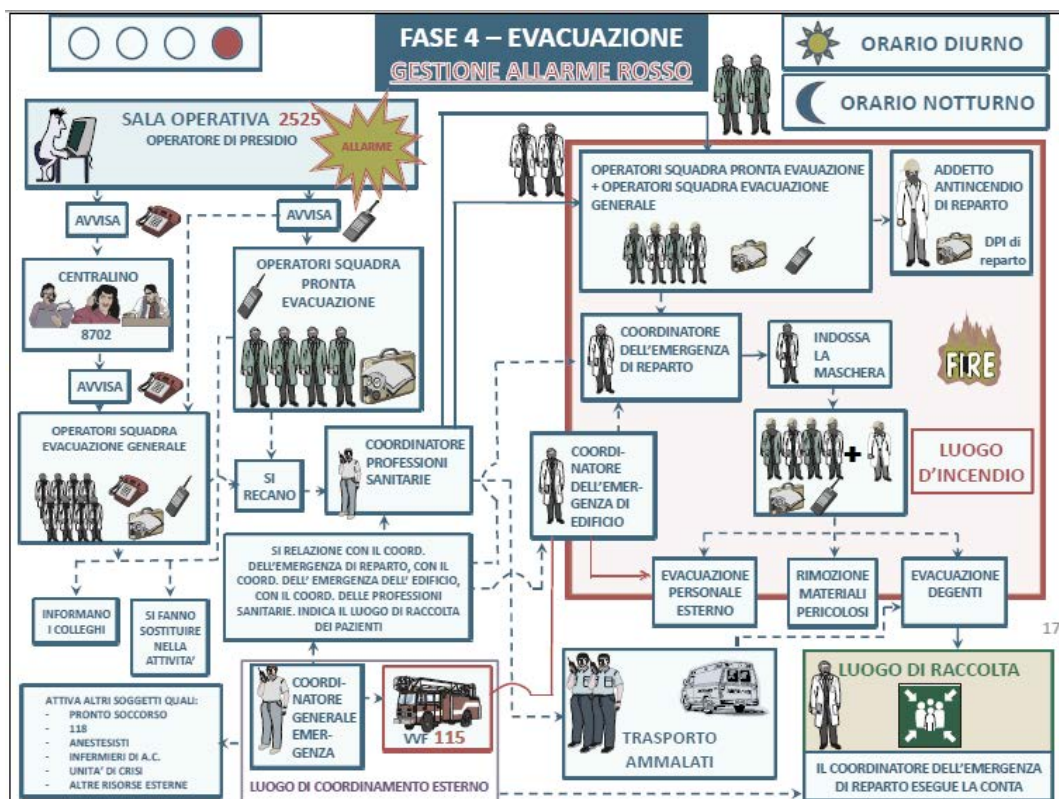 FASE 4 – EVACUAZIONE
GESTIONE ALLARME ROSSO
ORARIO DIURNO
ORARIO NOTTURNO
SALA OPERATIVA 2525
OPERATORE DI PRESIDIO
ALLARME
AVVISA
AVVISA
CENTRALINO
8702
AVVISA
OPERATORI SQUADRA
EVACUAZIONE GENERALE
OPERATORI SQUADRA
PRONTA
EVACUAZIONE
SI
RECANO
COORDINATORE
PROFESSIONI
SANITARIE
INFORMANO
I COLLEGHI
SI FANNO
SOSTITUIRE
NELLA
ATTIVITA'
SI RELAZIONE CON IL COORD.
DELL'EMERGENZA DI REPARTO, CON IL
COORD. DELL' EMERGENZA DELL' EDIFICIO,
CON IL COORD. DELLE PROFESSIONI
SANITARIE. INDICA IL LUOGO DI RACCOLTA
DEI PAZIENTI
ATTIVA ALTRI SOGGETTI QUALI:
- PRONTO SOCCORSO
- 118
- ANESTESISTI
- INFERMIERI DI A.C.
- UNITA' DI CRISI
- ALTRE RISORSE ESTERNE
COORDI-
NATORE
GENERALE
EMER-
GENZA
VVF 115
LUOGO DI COORDINAMENTO ESTERNO
OPERATORI SQUADRA PRONTA EVAUAZIONE
+ OPERATORI SQUADRA EVACUAZIONE
GENERALE
ADDETTO
ANTINCENDIO
DI REPARTO
DPI di
reparto
COORDINATORE
DELL'EMERGENZA
DI REPARTO
INDOSSA
LA
MASCHERA
FIRE
COORDI-
NATORE
DELL'EMER-
GENZA DI
EDIFICIO
+
LUOGO
D'INCENDIO
EVACUAZIONE
PERSONALE
ESTERNO
RIMOZIONE
MATERIALI
PERICOLOSI
EVACUAZIONE
DEGENTI
17
TRASPORTO
AMMALATI
LUOGO DI RACCOLTA
IL COORDINATORE DELL'EMERGENZA
DI REPARTO ESEGUE LA CONTA